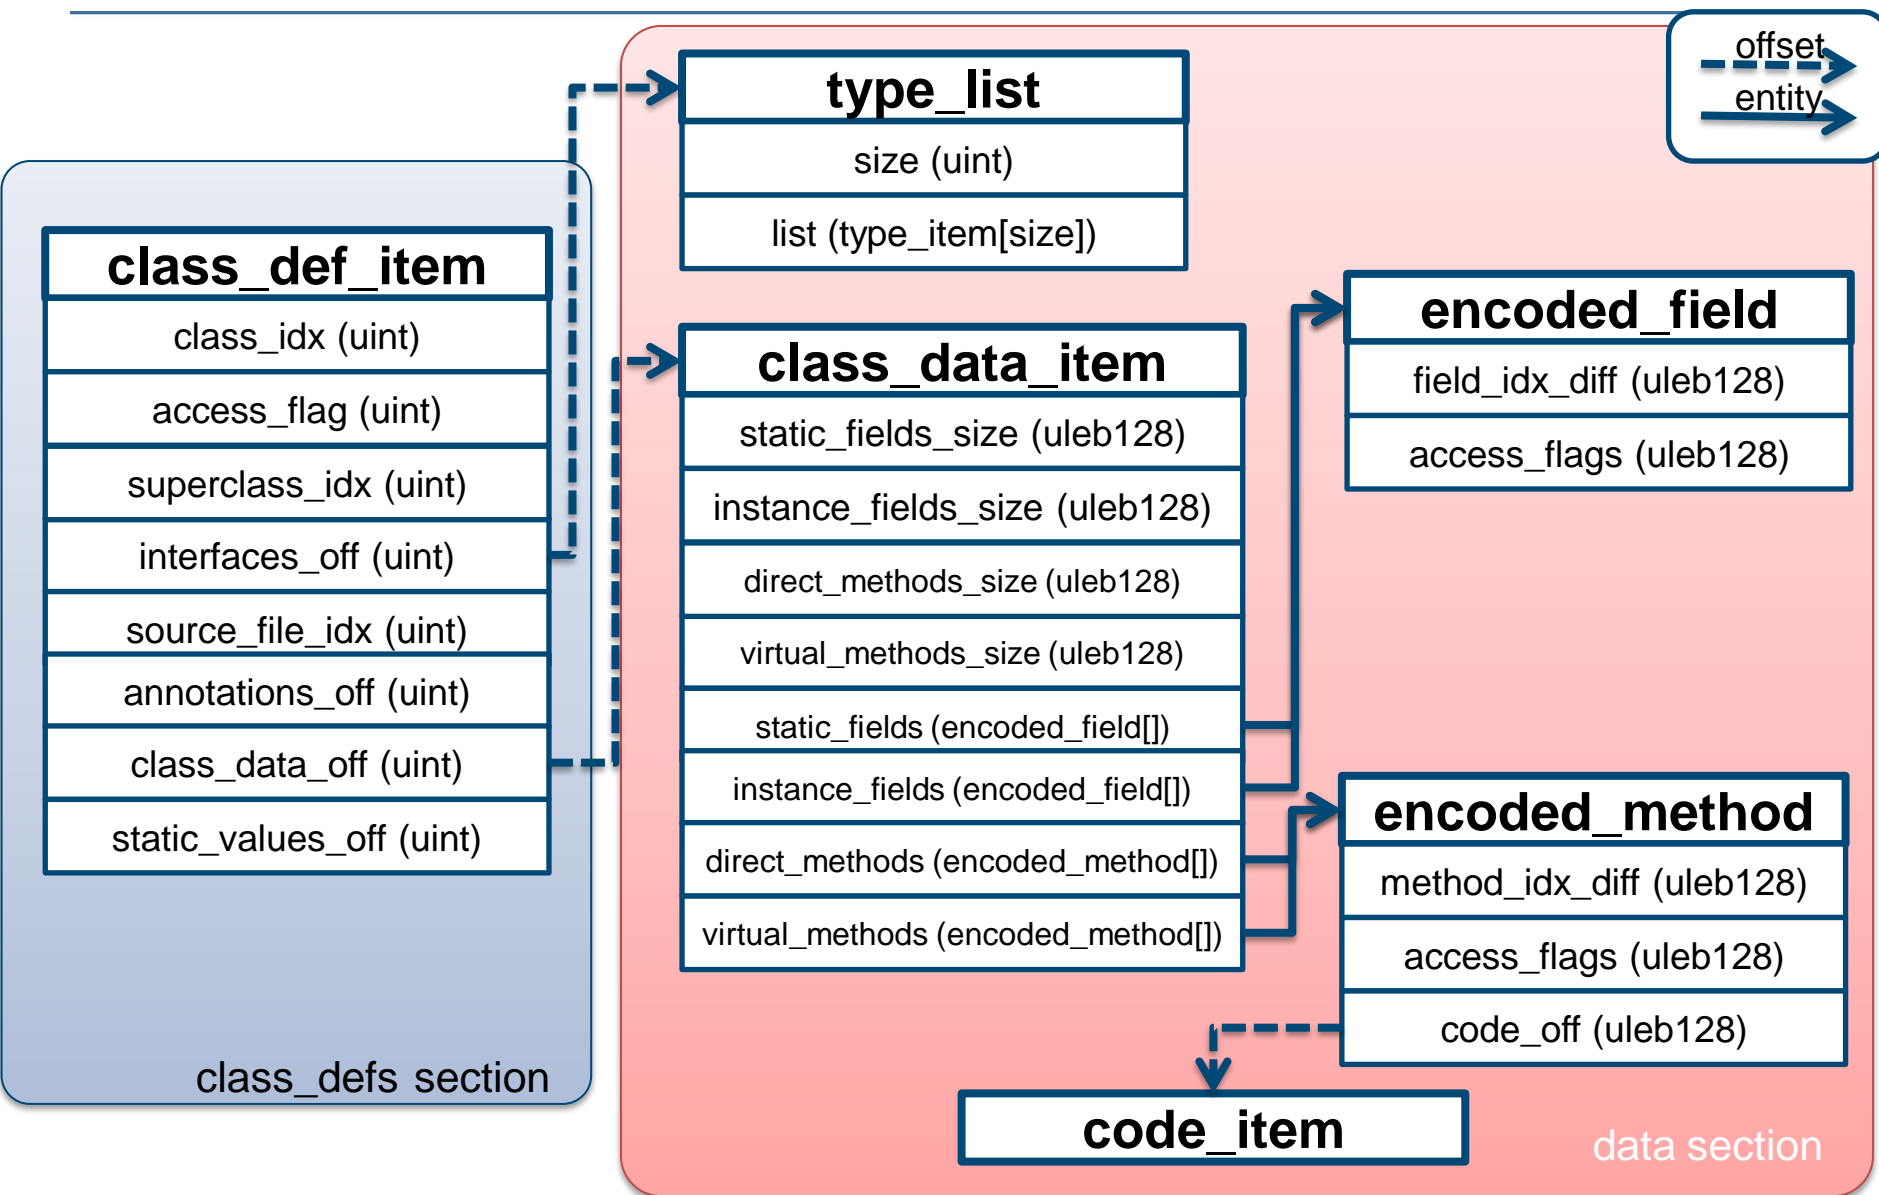 offset
entity
type_list
size (uint)
list (type_item[size])
class_def_item
class_idx (uint)
access_flag (uint)
superclass_idx (uint)
interfaces_off (uint)
source_file_idx (uint)
annotations_off (uint)
class_data_off (uint)
static_values_off (uint)
class_defs section
class_data_item
static_fields_size (uleb128)
instance_fields_size (uleb128)
direct_methods_size (uleb128)
virtual_methods_size (uleb128)
static_fields (encoded_field[])
instance_fields (encoded_field[])
direct_methods (encoded_method[])
virtual_methods (encoded_method[])
encoded_field
field_idx_diff (uleb128)
access_flags (uleb128)
encoded_method
method_idx_diff (uleb128)
access_flags (uleb128)
code_off (uleb128)
code_item
data section